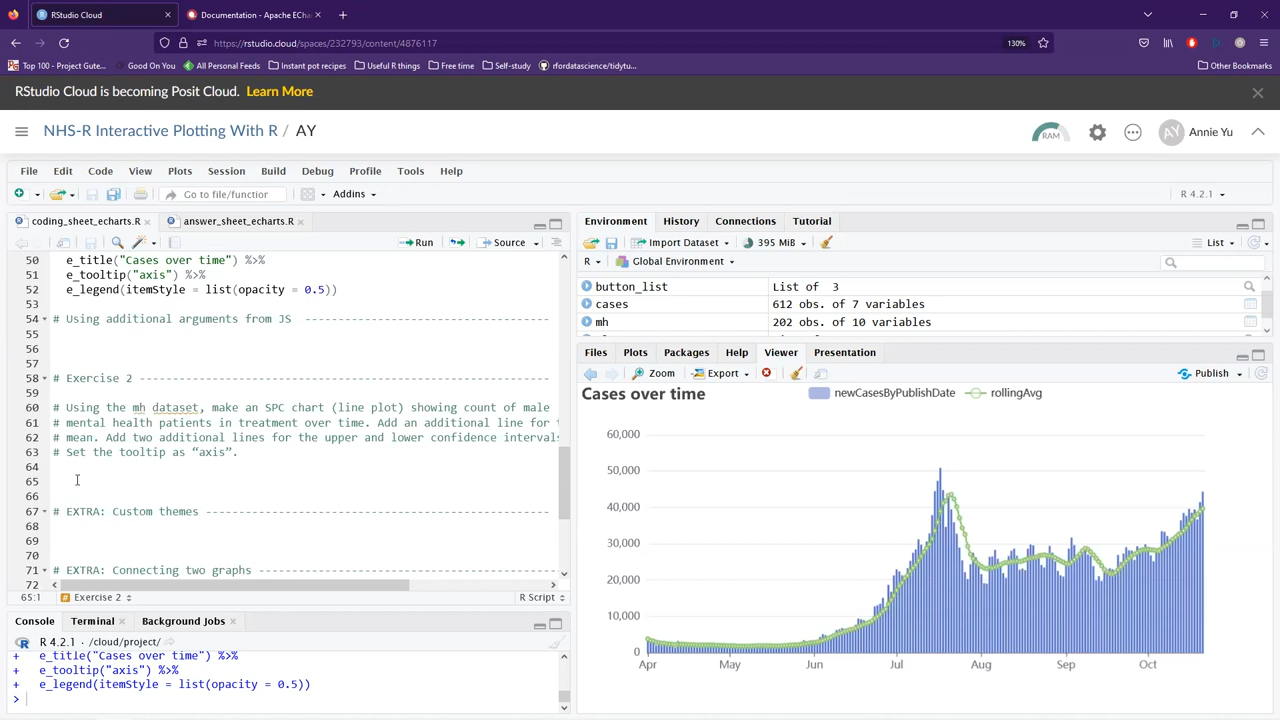 RStudio Cloud
Documentation - Apache ECha
https://rstudio.cloud/spaces/232793/content/4876117
130%
Top 100 - Project Gute...
Good On You
All Personal Feeds
Instant pot recipes
Useful R things
Free time
Self-study
rfordatascience/tidytu...
Other Bookmarks
RStudio Cloud is becoming Posit Cloud. Learn More
NHS-R Interactive Plotting With R / AY
RAM
AY
Annie Yu
File Edit Code View Plots Session Build Debug Profile Tools Help
Go to file/function
Addins
R 4.2.1
coding_sheet_echarts.R
answer_sheet_echarts.R
Run
Source
50 e_title("Cases over time") %>%
51 e_tooltip("axis") %>%
52 e_legend(itemStyle = list(opacity = 0.5))
53
54 # Using additional arguments from JS -------------------------------------
55
56
57
58 # Exercise 2 --------------------------------------------------------------
59
60 # Using the mh dataset, make an SPC chart (line plot) showing count of male
61 # mental health patients in treatment over time. Add an additional line for t
62 # mean. Add two additional lines for the upper and lower confidence intervals
63 # Set the tooltip as “axis”.
64
65
66
67 # EXTRA: Custom themes ----------------------------------------------------
68
69
70
71 # EXTRA: Connecting two graphs --------------------------------------------
72
65:1
# Exercise 2
R Script
Console Terminal Background Jobs
R 4.2.1 · /cloud/project/
+ e_title("Cases over time") %>%
+ e_tooltip("axis") %>%
+ e_legend(itemStyle = list(opacity = 0.5))
>
Environment History Connections Tutorial
Import Dataset
395 MiB
List
R
Global Environment
button_list List of 3
cases 612 obs. of 7 variables
mh 202 obs. of 10 variables
Files Plots Packages Help Viewer Presentation
Zoom
Export
Publish
Cases over time
newCasesByPublishDate
rollingAvg
60,000
50,000
40,000
30,000
20,000
10,000
0
Apr May Jun Jul Aug Sep Oct